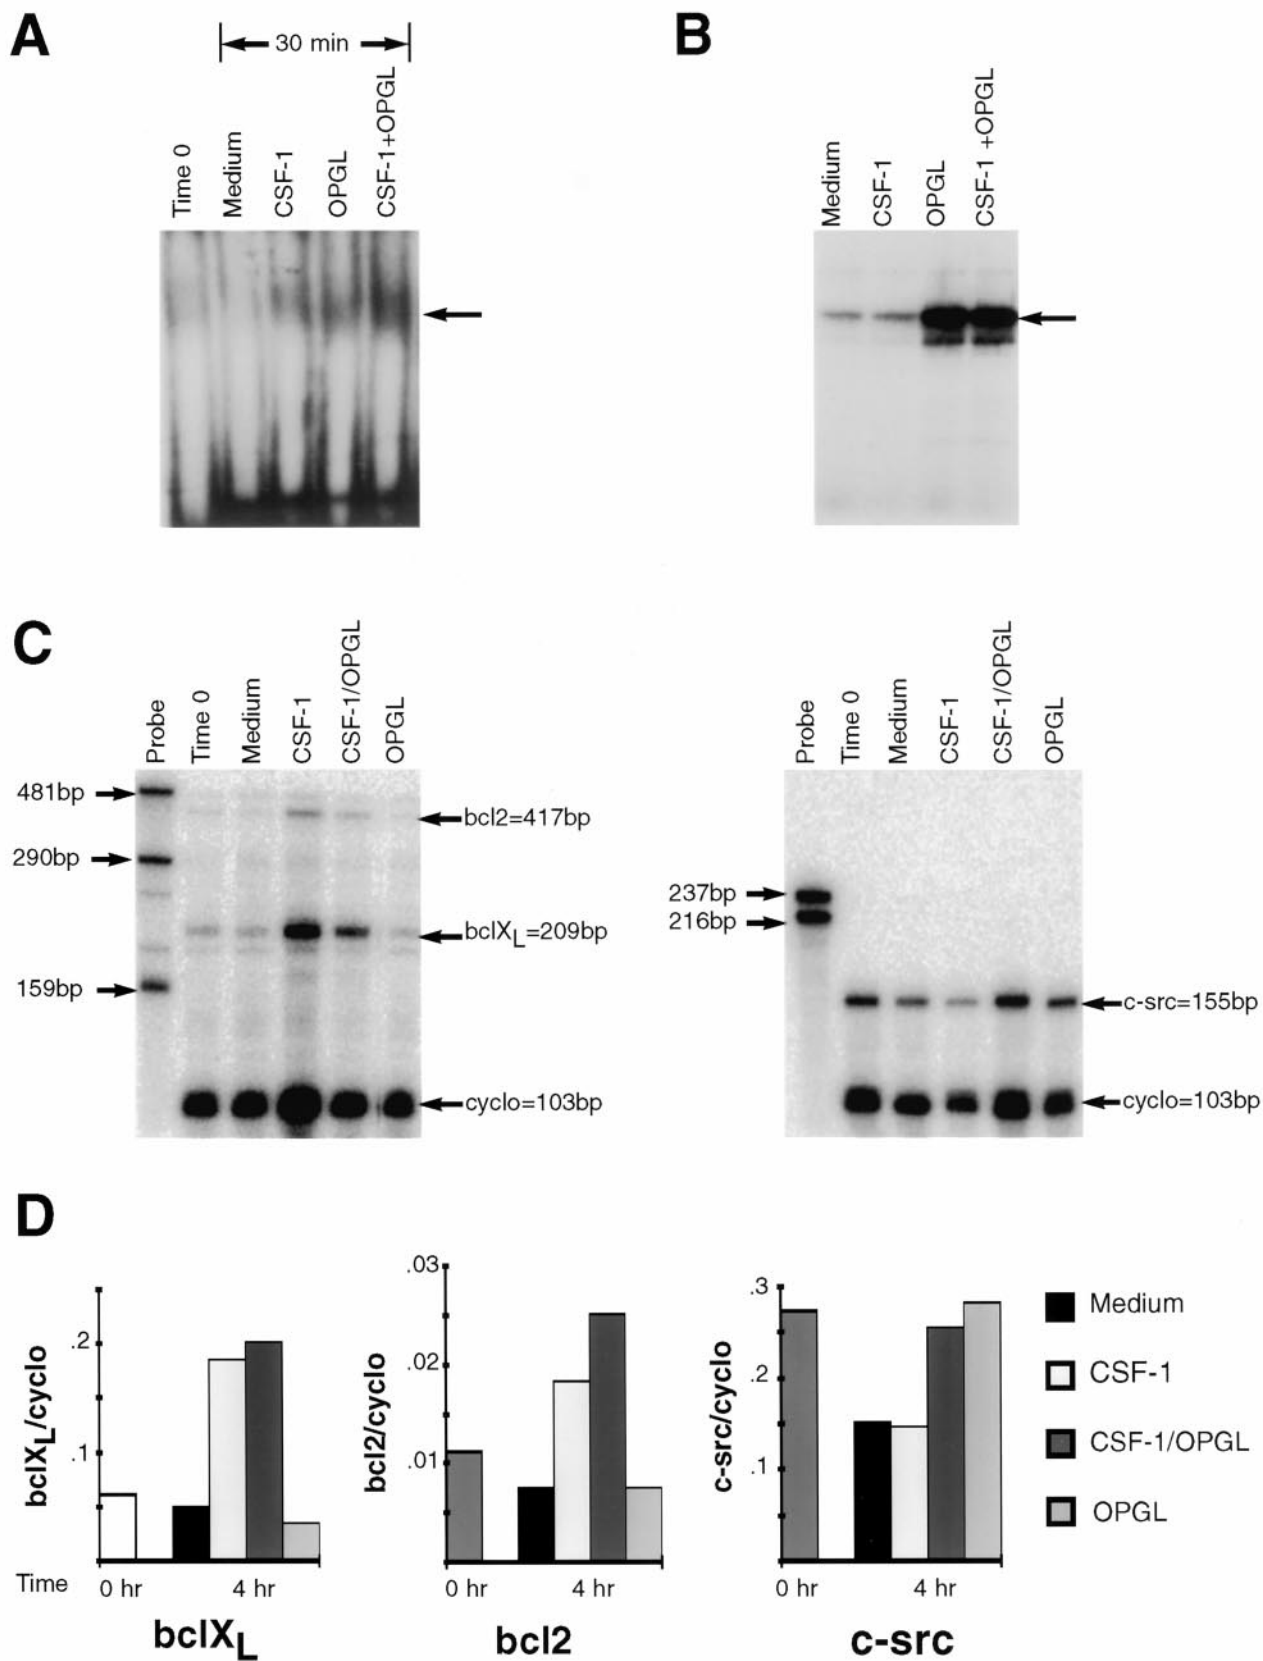 A
30 min
Time 0
Medium
CSF-1
OPGL
CSF-1+OPGL
B
Medium
CSF-1
OPGL
CSF-1 +OPGL
C
Probe
Time 0
Medium
CSF-1
CSF-1/OPGL
OPGL
481bp
290bp
159bp
bcl2=417bp
bclXL=209bp
cyclo=103bp
Probe
Time 0
Medium
CSF-1
CSF-1/OPGL
OPGL
237bp
216bp
c-src=155bp
cyclo=103bp
D
bclXL/cyclo
.2
.1
Time
0 hr
4 hr
bclXL
bcl2/cyclo
.03
.02
.01
0 hr
4 hr
bcl2
c-src/cyclo
.3
.2
.1
0 hr
4 hr
c-src
Medium
CSF-1
CSF-1/OPGL
OPGL